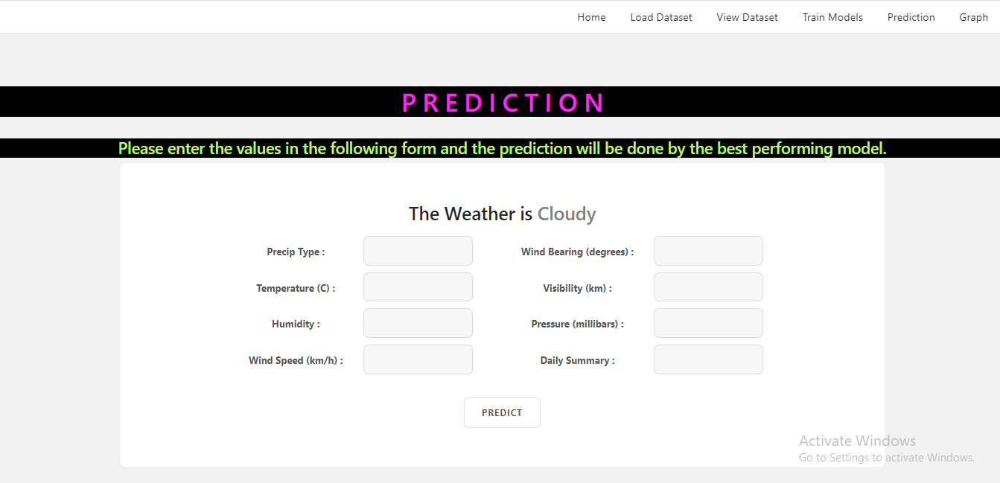 Home Load Dataset View Dataset Train Models Prediction Graph
PREDICTION
Please enter the values in the following form and the prediction will be done by the best performing model.
The Weather is Cloudy
Precip Type : Wind Bearing (degrees) :
Temperature (C) : Visibility (km) :
Humidity : Pressure (millibars) :
Wind Speed (km/h) : Daily Summary :
PREDICT
Activate Windows
Go to Settings to activate Windows.